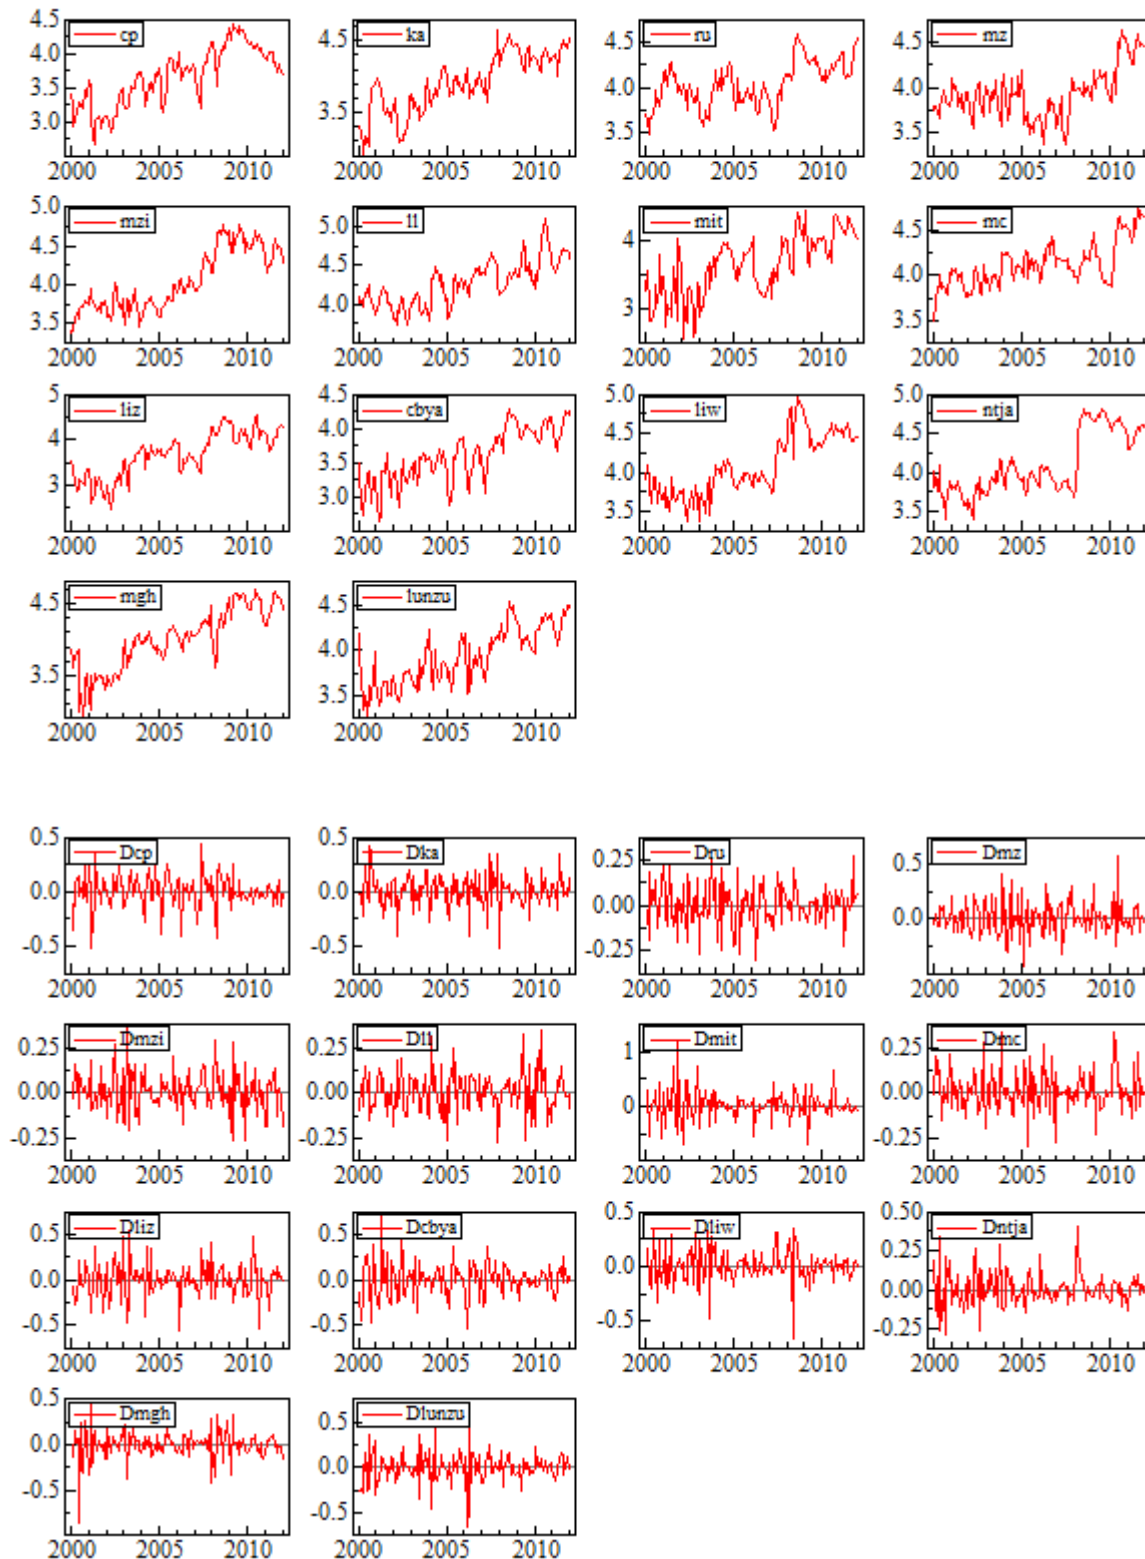 4.5 cp 4.5 ka 4.5 ru 4.5 mz
4.0 4.0 4.0
3.5 3.5
3.0 3.5 3.5
2000 2005 2010 2000 2005 2010 2000 2005 2010 2000 2005 2010
5.0 mzi 5.0 ll 4 mit mc
4.5 4.5 4.5
4.0 4.0 3 4.0
3.5 3.5
2000 2005 2010 2000 2005 2010 2000 2005 2010 2000 2005 2010
5 liz 4.5 cbya 5.0 liw 5.0 ntja
4 4.0 4.5 4.5
3.5 4.0 4.0
3 3.0 3.5 3.5
2000 2005 2010 2000 2005 2010 2000 2005 2010 2000 2005 2010
4.5 mgh 4.5 lunzu
4.0
3.5 3.5
2000 2005 2010 2000 2005 2010
0.5 Dcp 0.5 Dka Dru Dmz
0.25 0.5
0.0 0.0 0.00 0.0
-0.5 -0.5 -0.25
2000 2005 2010 2000 2005 2010 2000 2005 2010 2000 2005 2010
Dmzi Dll Dmit Dmc
0.25 0.25 1 0.25
0.00 0.00 0 0.00
-0.25 -0.25 -0.25
2000 2005 2010 2000 2005 2010 2000 2005 2010 2000 2005 2010
Dliz Dcbya 0.5 Dliw 0.50 Dntja
0.5 0.5 0.25
0.0 0.0 0.0 0.00
-0.5 -0.5 -0.5 -0.25
2000 2005 2010 2000 2005 2010 2000 2005 2010 2000 2005 2010
0.5 Dmgh Dlunzu
0.5
0.0 0.0
-0.5 -0.5
2000 2005 2010 2000 2005 2010